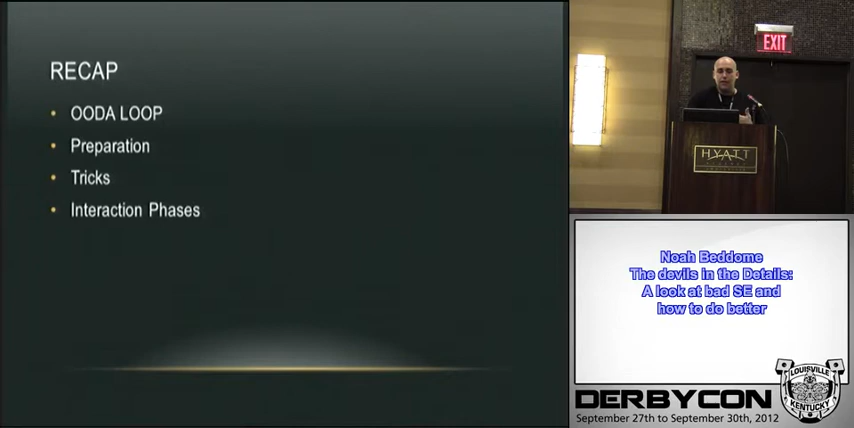 RECAP
• OODA LOOP
• Preparation
• Tricks
• Interaction Phases
EXIT
HYATT
Noah Beddome
The devils in the Details:
A look at bad SE and
how to do better
LOUISVILLE
KENTUCKY
DERBYCON
September 27th to September 30th, 2012